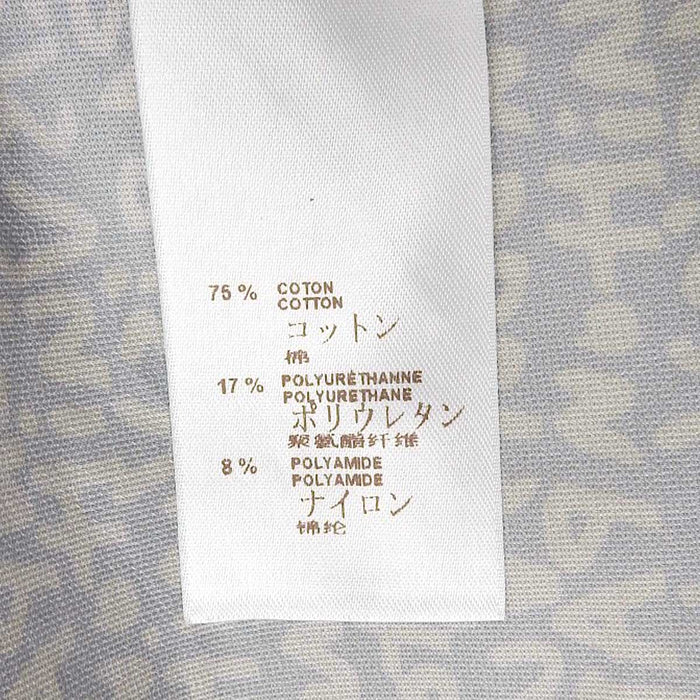 75 % COTON
COTTON
コットン
棉
17 % POLYURÉTHANNE
POLYURETHANE
ポリウレタン
聚氨酯纤维
8 % POLYAMIDE
POLYAMIDE
ナイロン
锦纶